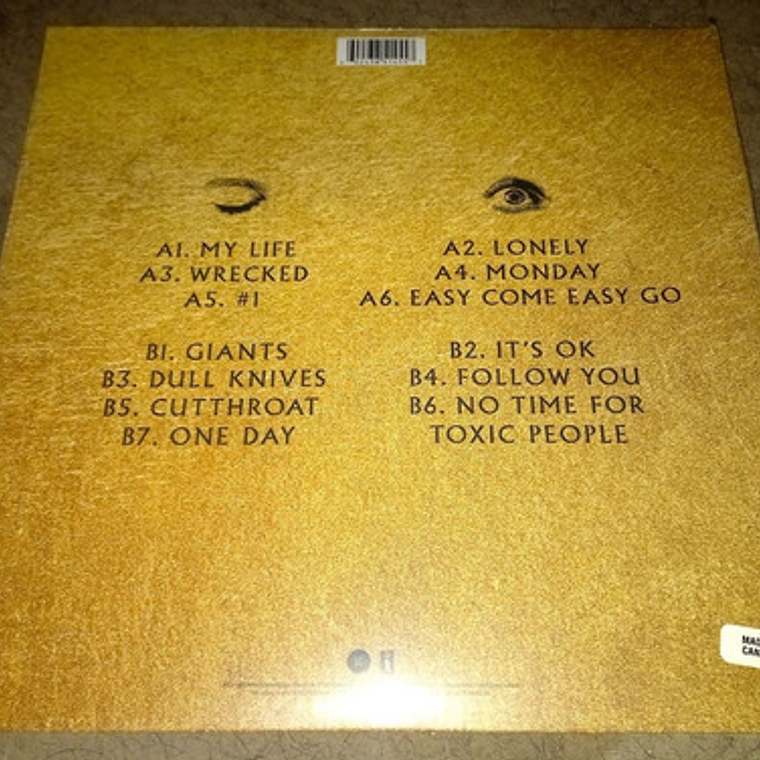 A1. MY LIFE
A2. LONELY
A3. WRECKED
A4. MONDAY
A5. #1
A6. EASY COME EASY GO
B1. GIANTS
B2. IT'S OK
B3. DULL KNIVES
B4. FOLLOW YOU
B5. CUTTHROAT
B6. NO TIME FOR
TOXIC PEOPLE
B7. ONE DAY